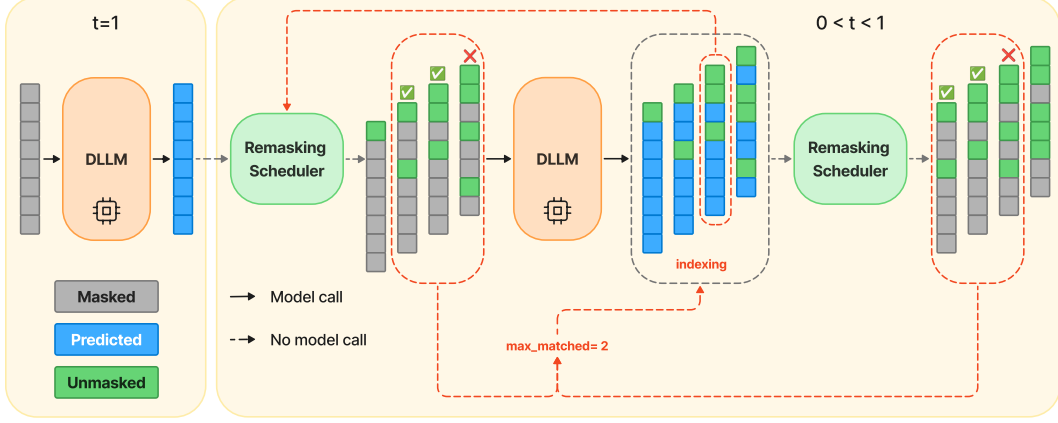 t=1
0 < t < 1
DLLM
Remasking
Scheduler
DLLM
Remasking
Scheduler
indexing
Masked
Model call
Predicted
No model call
max_matched= 2
Unmasked